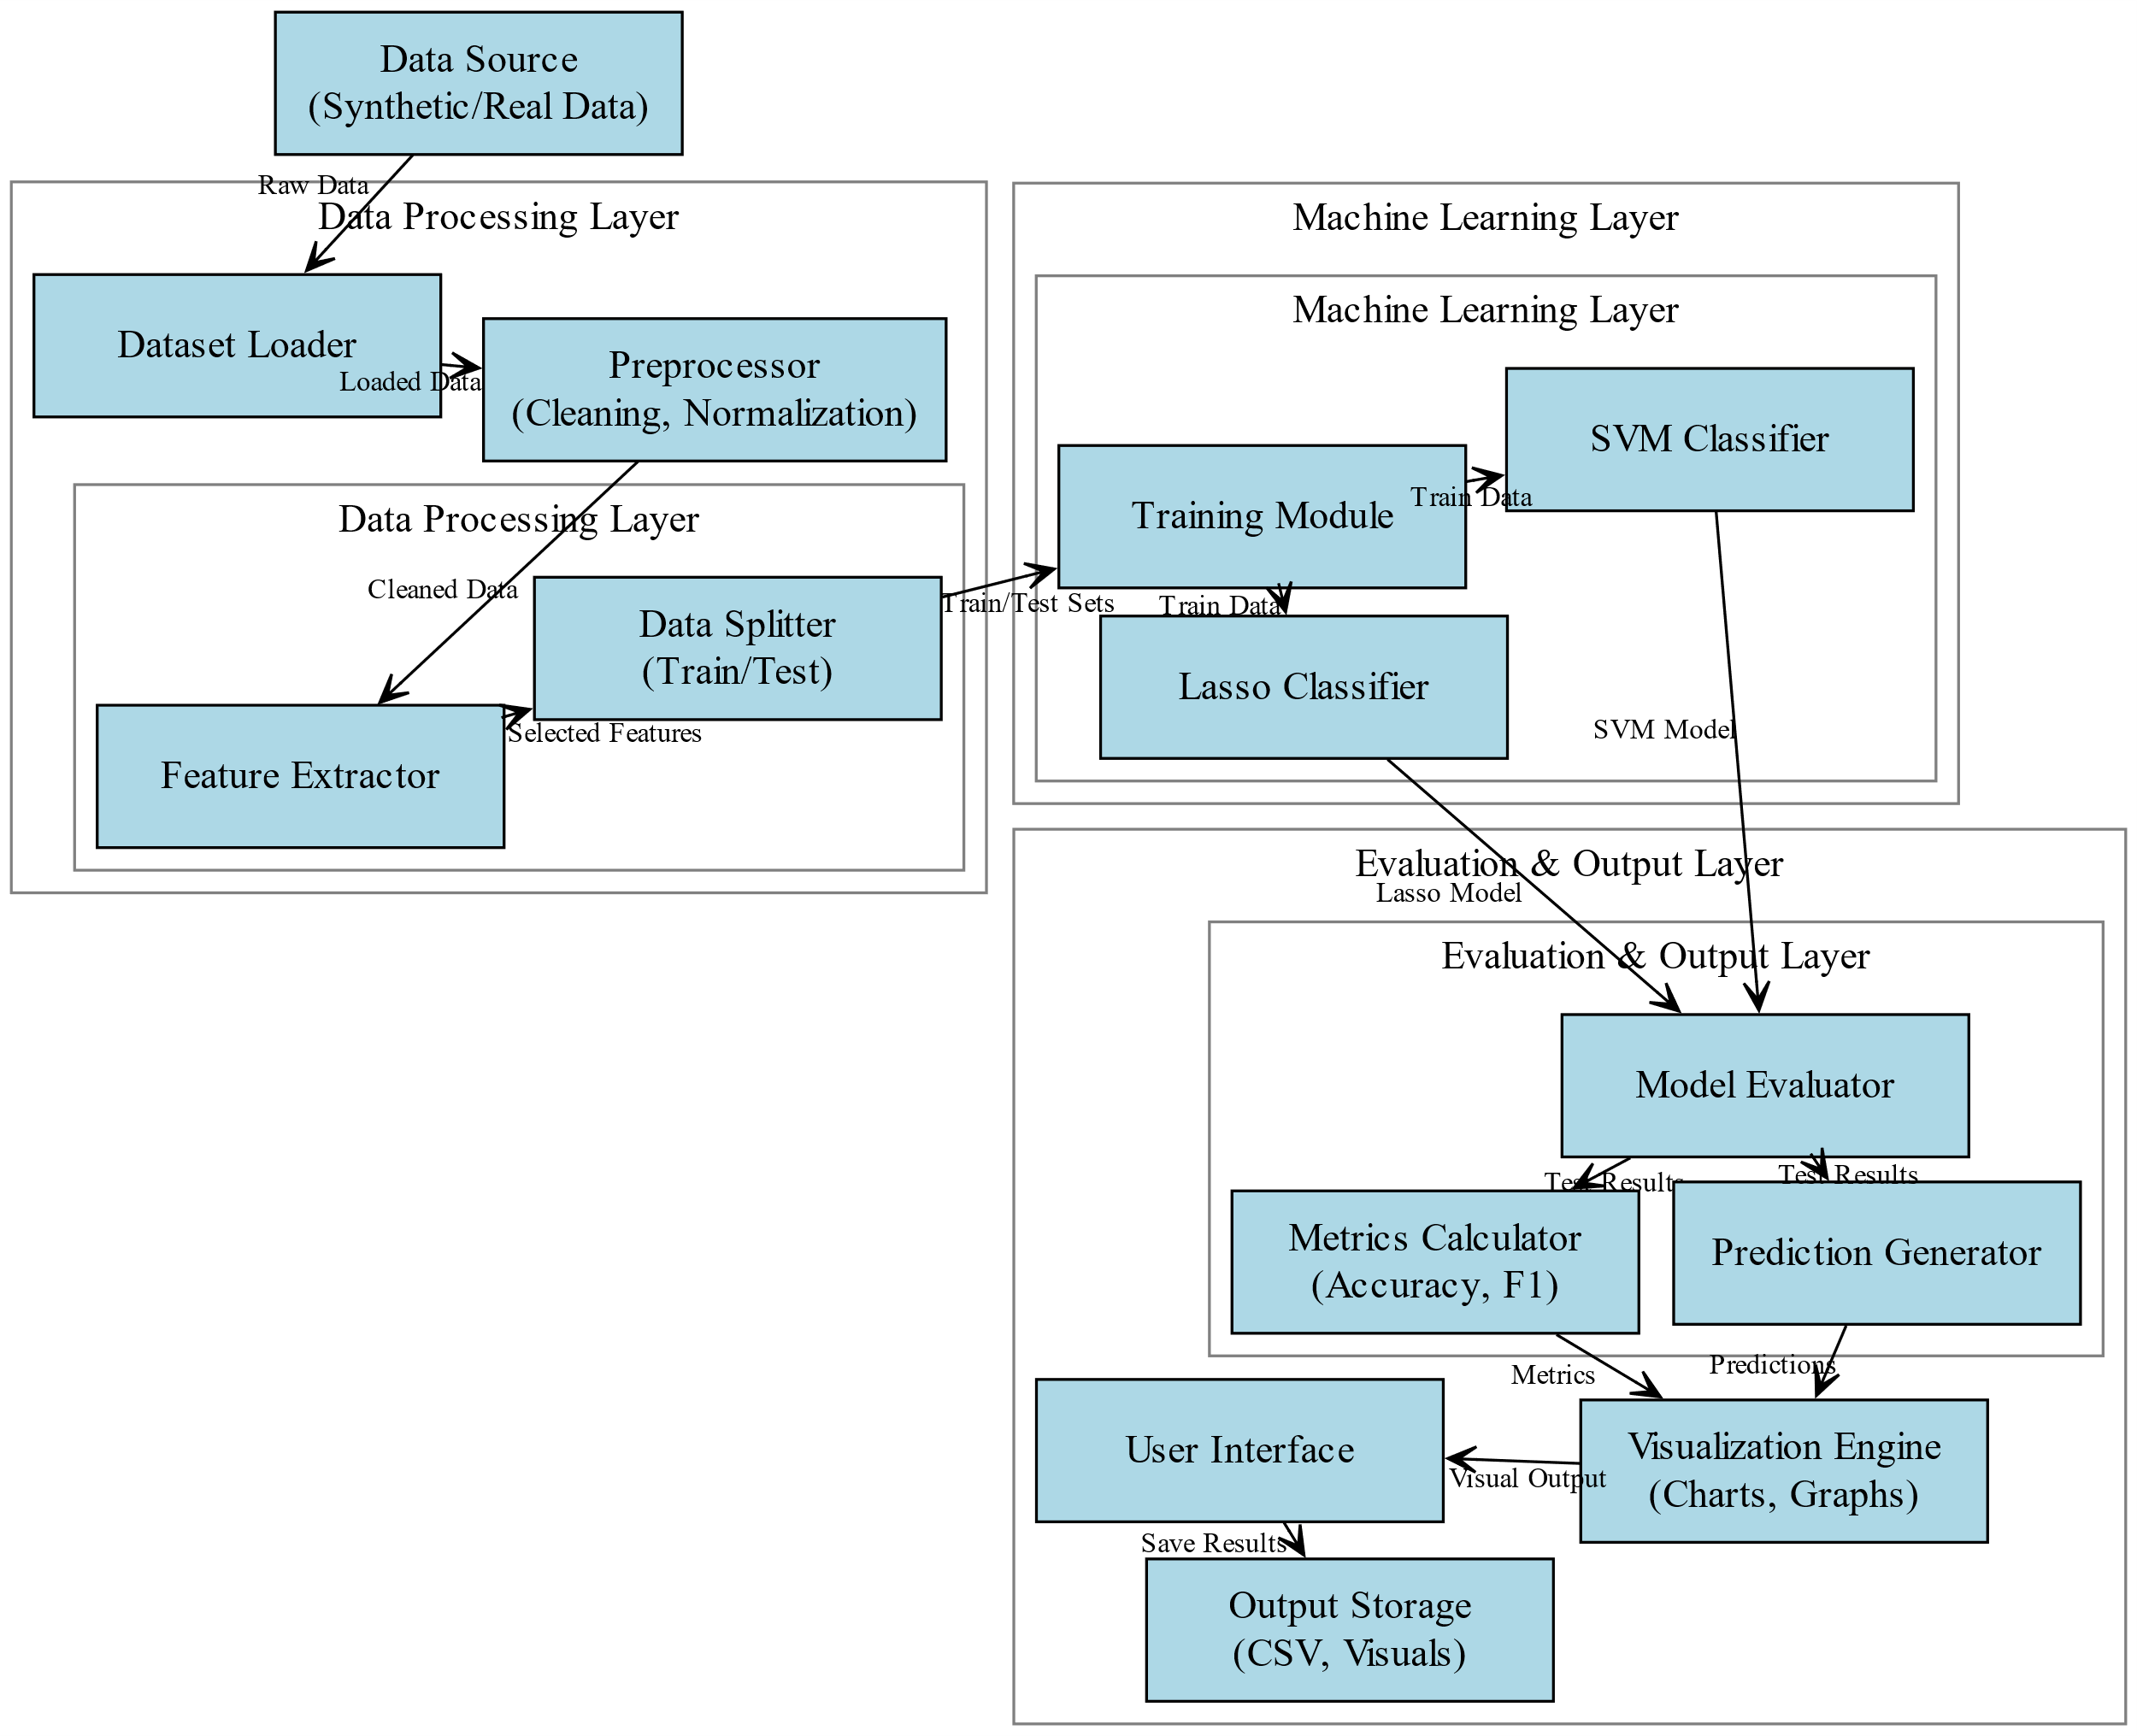 Data Source
(Synthetic/Real Data)
Raw Data
Data Processing Layer
Dataset Loader
Loaded Data
Preprocessor
(Cleaning, Normalization)
Data Processing Layer
Cleaned Data
Data Splitter
(Train/Test)
Selected Features
Feature Extractor
Train/Test Sets
Machine Learning Layer
Machine Learning Layer
SVM Classifier
Training Module
Train Data
Train Data
Lasso Classifier
SVM Model
Evaluation & Output Layer
Lasso Model
Evaluation & Output Layer
Model Evaluator
Test Results
Test Results
Metrics Calculator
(Accuracy, F1)
Prediction Generator
Metrics
Predictions
User Interface
Visual Output
Visualization Engine
(Charts, Graphs)
Save Results
Output Storage
(CSV, Visuals)